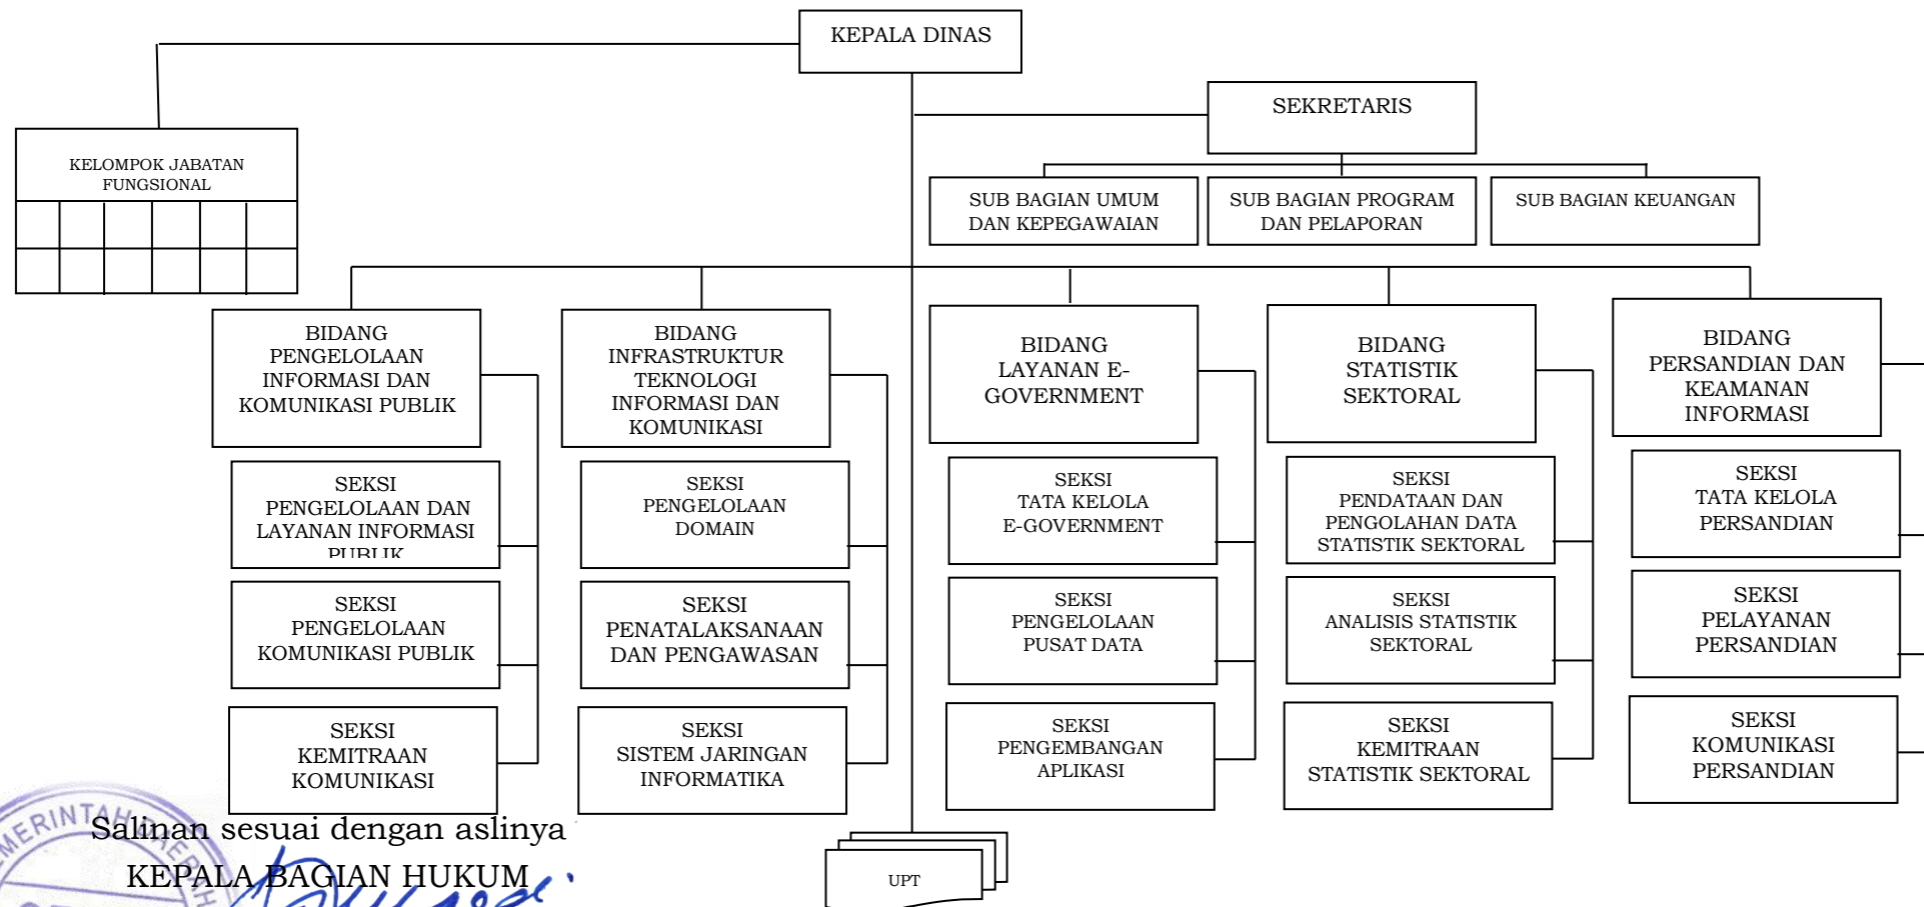 KEPALA DINAS
SEKRETARIS
KELOMPOK JABATAN
FUNGSIONAL
SUB BAGIAN UMUM
DAN KEPEGAWAIAN
SUB BAGIAN PROGRAM
DAN PELAPORAN
SUB BAGIAN KEUANGAN
BIDANG
PENGELOLAAN
INFORMASI DAN
KOMUNIKASI PUBLIK
BIDANG
INFRASTRUKTUR
TEKNOLOGI
INFORMASI DAN
KOMUNIKASI
BIDANG
LAYANAN E-
GOVERNMENT
BIDANG
STATISTIK
SEKTORAL
BIDANG
PERSANDIAN DAN
KEAMANAN
INFORMASI
SEKSI
PENGELOLAAN DAN
LAYANAN INFORMASI
PUBLIK
SEKSI
PENGELOLAAN
DOMAIN
SEKSI
TATA KELOLA
E-GOVERNMENT
SEKSI
PENDATAAN DAN
PENGOLAHAN DATA
STATISTIK SEKTORAL
SEKSI
TATA KELOLA
PERSANDIAN
SEKSI
PENGELOLAAN
KOMUNIKASI PUBLIK
SEKSI
PENATALAKSANAAN
DAN PENGAWASAN
SEKSI
PENGELOLAAN
PUSAT DATA
SEKSI
ANALISIS STATISTIK
SEKTORAL
SEKSI
PELAYANAN
PERSANDIAN
SEKSI
KEMITRAAN
KOMUNIKASI
SEKSI
SISTEM JARINGAN
INFORMATIKA
SEKSI
PENGEMBANGAN
APLIKASI
SEKSI
KEMITRAAN
STATISTIK SEKTORAL
SEKSI
KOMUNIKASI
PERSANDIAN
Salinan sesuai dengan aslinya
KEPALA BAGIAN HUKUM
UPT